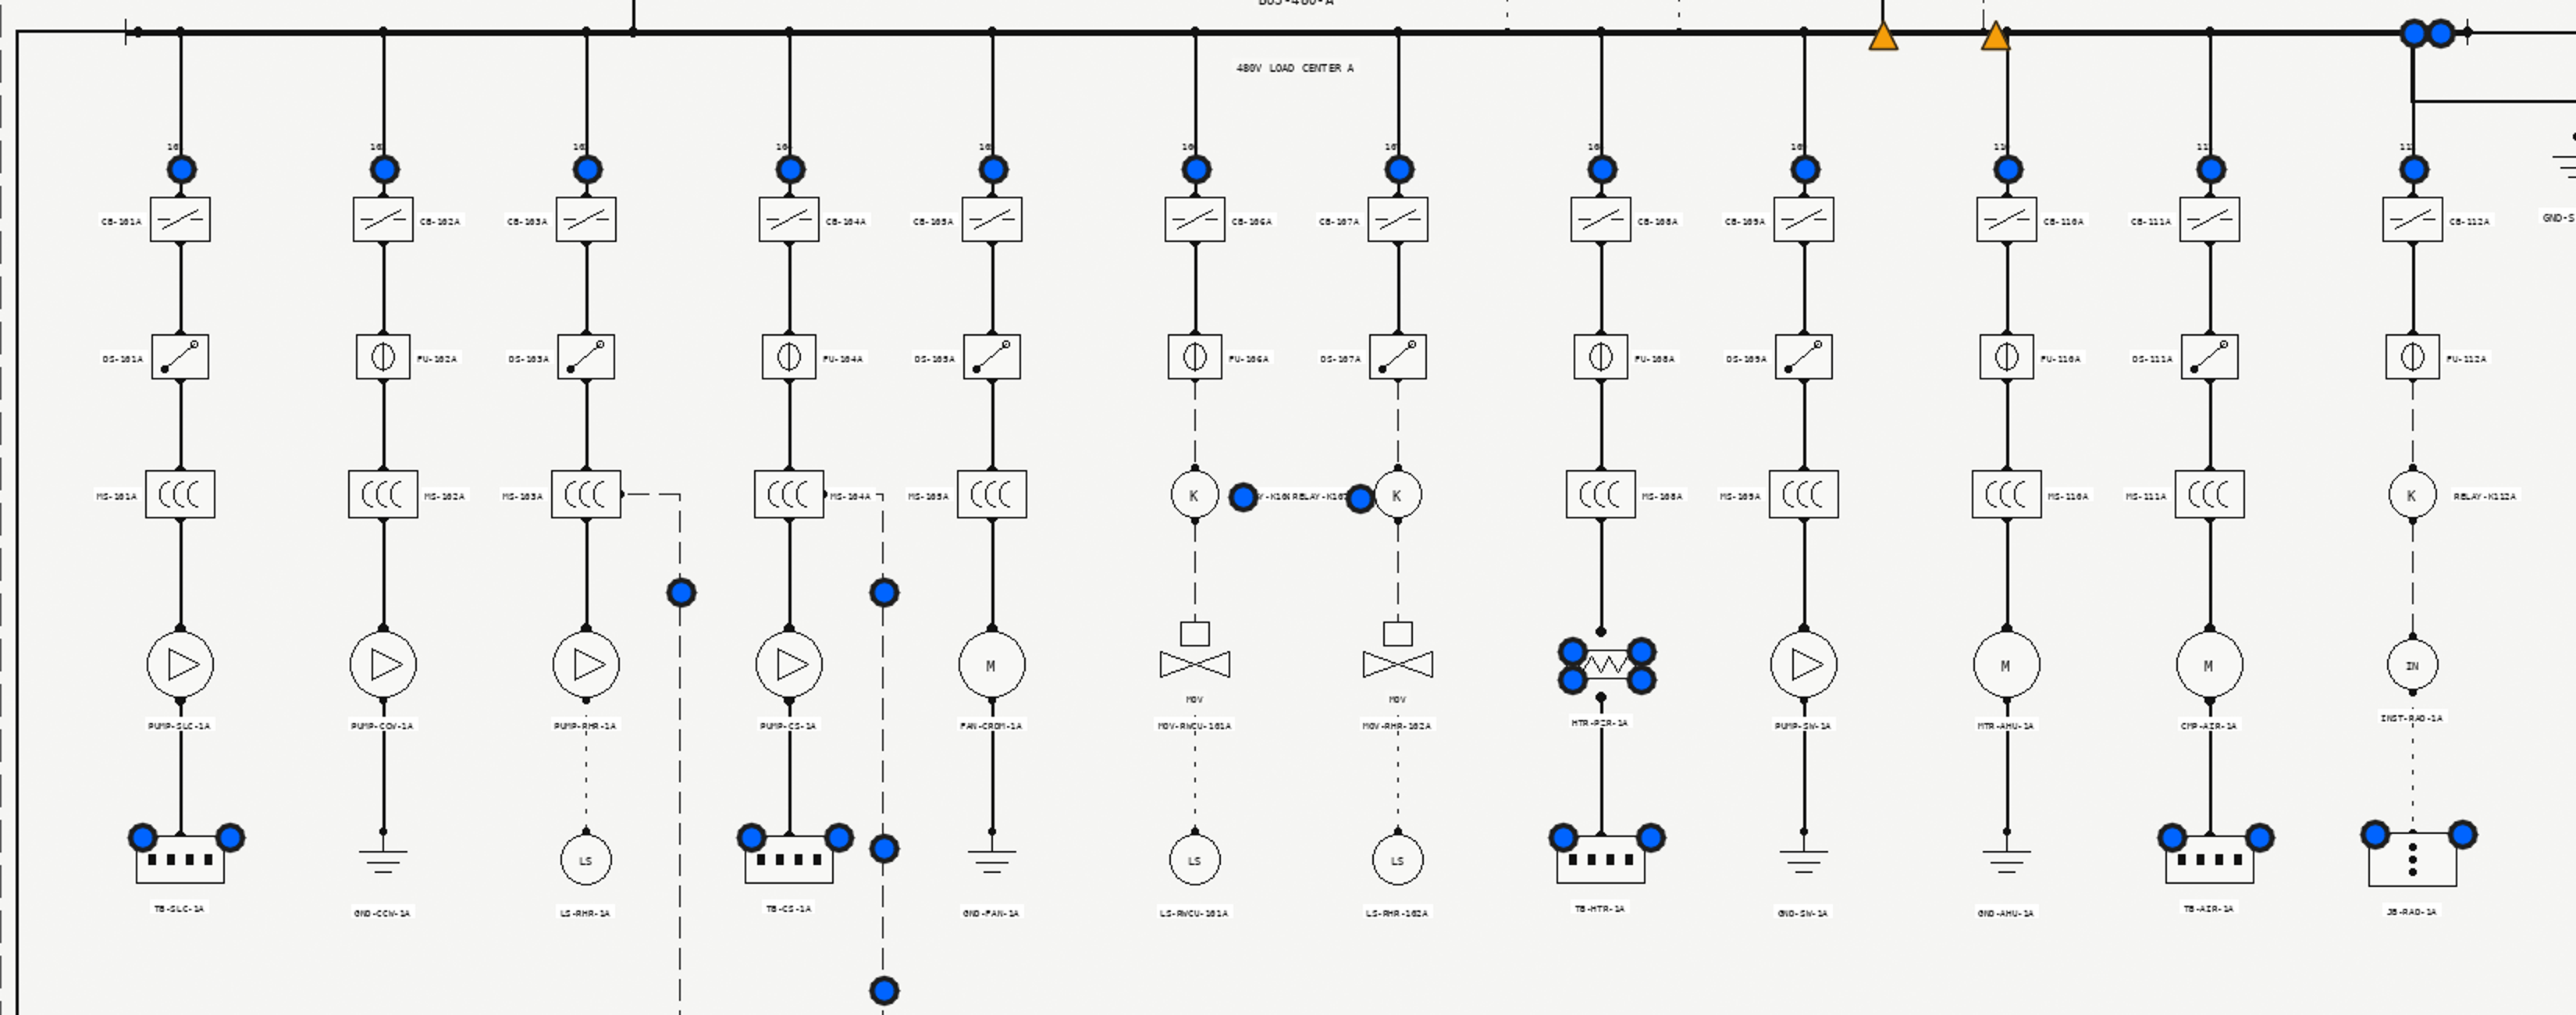 480V LOAD CENTER A
CB-101A
CB-102A
CB-103A
CB-104A
CB-105A
CB-106A
CB-107A
CB-108A
CB-109A
CB-110A
CB-111A
CB-112A
DS-101A
FU-102A
DS-103A
FU-104A
DS-105A
FU-106A
DS-107A
FU-108A
DS-109A
FU-110A
DS-111A
FU-112A
MS-101A
MS-102A
MS-103A
MS-104A
MS-105A
K
K
MS-108A
MS-109A
MS-110A
MS-111A
K
RELAY-K112A
M
M
M
IN
MOV
MOV
PUMP-SLC-1A
PUMP-CCW-1A
PUMP-RHR-1A
PUMP-CS-1A
FAN-CRDM-1A
MOV-RWCU-101A
MOV-RHR-102A
HTR-PZR-1A
PUMP-SW-1A
MTR-AHU-1A
CMP-AIR-1A
INST-RAD-1A
LS
LS
LS
TB-SLC-1A
GND-CCW-1A
LS-RHR-1A
TB-CS-1A
GND-FAN-1A
LS-RWCU-101A
LS-RHR-102A
TB-HTR-1A
GND-SW-1A
GND-AHU-1A
TB-AIR-1A
JB-RAD-1A